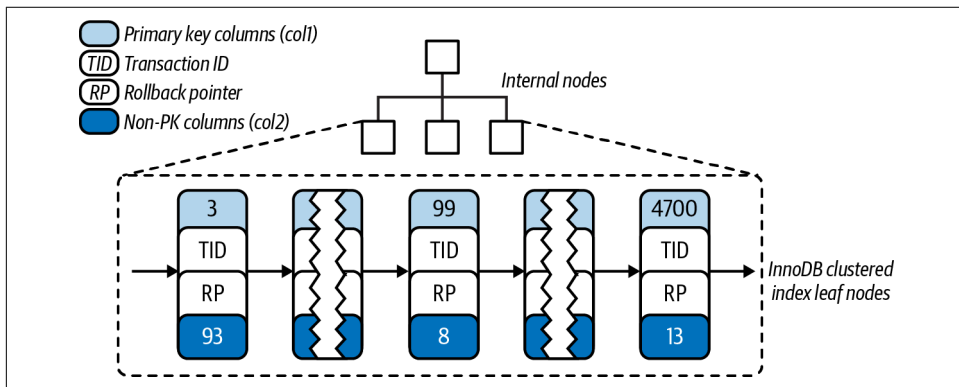 Primary key columns (col1)
TID Transaction ID
RP Rollback pointer
Non-PK columns (col2)
Internal nodes
3 99 4700
TID TID TID
RP RP RP
93 8 13
InnoDB clustered
index leaf nodes